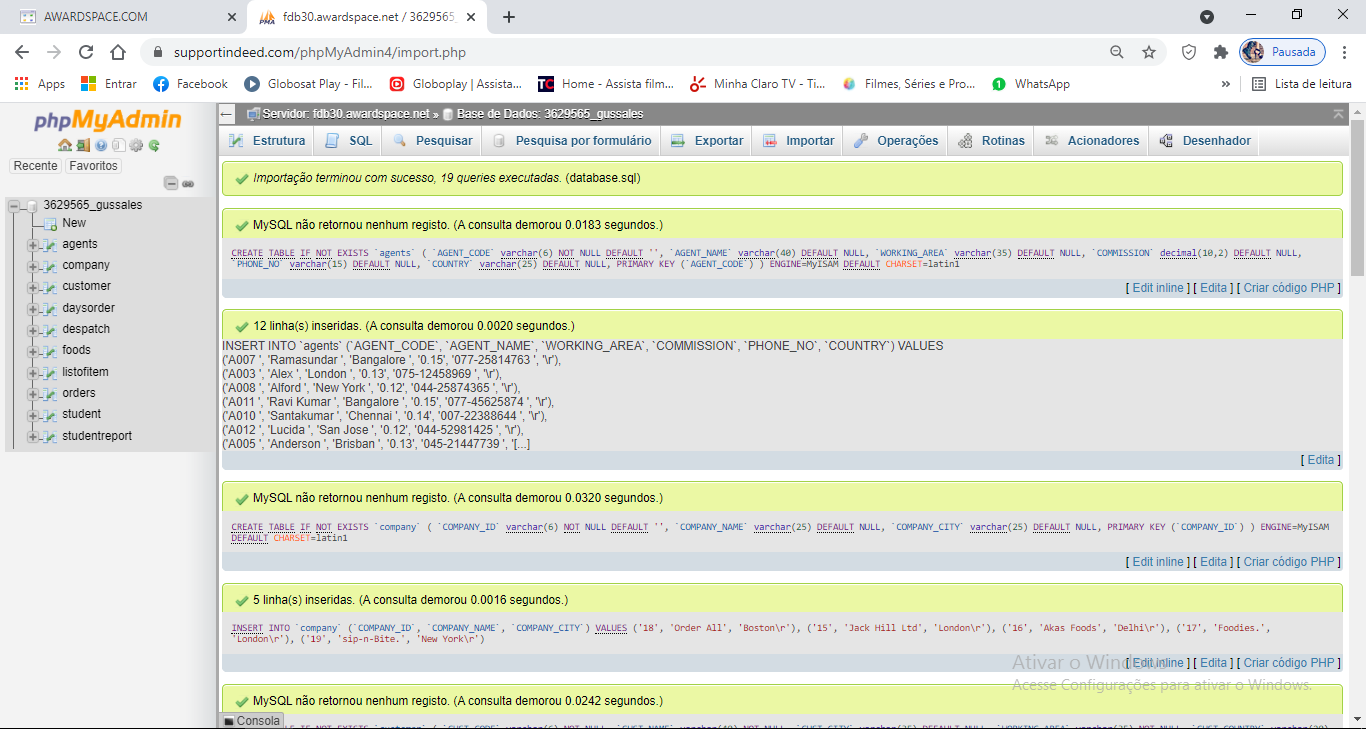 AWARDSPACE.COM
fdb30.awardspace.net / 3629565_
supportindeed.com/phpMyAdmin4/import.php
Pausada
Apps Entrar Facebook Globosat Play - Fil... Globoplay | Assista... Home - Assista film... Minha Claro TV - Ti... Filmes, Séries e Pro... WhatsApp » Lista de leitura
phpMyAdmin
Recente Favoritos
3629565_gussales
New
agents
company
customer
daysorder
despatch
foods
listofitem
orders
student
studentreport
Servidor: fdb30.awardspace.net » Base de Dados: 3629565_gussales
Estrutura SQL Pesquisar Pesquisa por formulário Exportar Importar Operações Rotinas Acionadores Desenhador
Importação terminou com sucesso, 19 queries executadas. (database.sql)
MySQL não retornou nenhum registo. (A consulta demorou 0.0183 segundos.)
CREATE TABLE IF NOT EXISTS `agents` ( `AGENT_CODE` varchar(6) NOT NULL DEFAULT '', `AGENT_NAME` varchar(40) DEFAULT NULL, `WORKING_AREA` varchar(35) DEFAULT NULL, `COMMISSION` decimal(10,2) DEFAULT NULL,
`PHONE_NO` varchar(15) DEFAULT NULL, `COUNTRY` varchar(25) DEFAULT NULL, PRIMARY KEY (`AGENT_CODE`) ) ENGINE=MyISAM DEFAULT CHARSET=latin1
[ Edit inline ] [ Edita ] [ Criar código PHP ]
12 linha(s) inseridas. (A consulta demorou 0.0020 segundos.)
INSERT INTO `agents` (`AGENT_CODE`, `AGENT_NAME`, `WORKING_AREA`, `COMMISSION`, `PHONE_NO`, `COUNTRY`) VALUES
('A007 ', 'Ramasundar ', 'Bangalore ', '0.15', '077-25814763 ', '\r'),
('A003 ', 'Alex ', 'London ', '0.13', '075-12458969 ', '\r'),
('A008 ', 'Alford ', 'New York ', '0.12', '044-25874365 ', '\r'),
('A011 ', 'Ravi Kumar ', 'Bangalore ', '0.15', '077-45625874 ', '\r'),
('A010 ', 'Santakumar ', 'Chennai ', '0.14', '007-22388644 ', '\r'),
('A012 ', 'Lucida ', 'San Jose ', '0.12', '044-52981425 ', '\r'),
('A005 ', 'Anderson ', 'Brisban ', '0.13', '045-21447739 ', '[...]
[ Edita ]
MySQL não retornou nenhum registo. (A consulta demorou 0.0320 segundos.)
CREATE TABLE IF NOT EXISTS `company` ( `COMPANY_ID` varchar(6) NOT NULL DEFAULT '', `COMPANY_NAME` varchar(25) DEFAULT NULL, `COMPANY_CITY` varchar(25) DEFAULT NULL, PRIMARY KEY (`COMPANY_ID`) ) ENGINE=MyISAM
DEFAULT CHARSET=latin1
[ Edit inline ] [ Edita ] [ Criar código PHP ]
5 linha(s) inseridas. (A consulta demorou 0.0016 segundos.)
INSERT INTO `company` (`COMPANY_ID`, `COMPANY_NAME`, `COMPANY_CITY`) VALUES ('18', 'Order All', 'Boston\r'), ('15', 'Jack Hill Ltd', 'London\r'), ('16', 'Akas Foods', 'Delhi\r'), ('17', 'Foodies.',
'London\r'), ('19', 'sip-n-Bite.', 'New York\r')
[ Edit inline ] [ Edita ] [ Criar código PHP ]
Ativar o Windows
Acesse Configurações para ativar o Windows.
MySQL não retornou nenhum registo. (A consulta demorou 0.0242 segundos.)
Consola